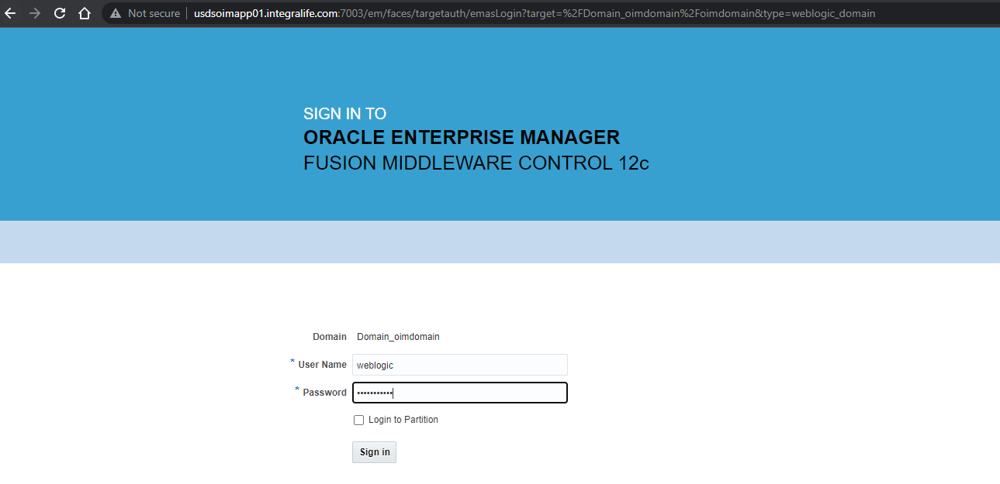 Not secure | usdsoimapp01.integralife.com:7003/em/faces/targetauth/emasLogin?target=%2FDomain_oimdomain%2Foimdomain&type=weblogic_domain
SIGN IN TO
ORACLE ENTERPRISE MANAGER
FUSION MIDDLEWARE CONTROL 12c
Domain Domain_oimdomain
* User Name weblogic
* Password •••••••••••
Login to Partition
Sign in